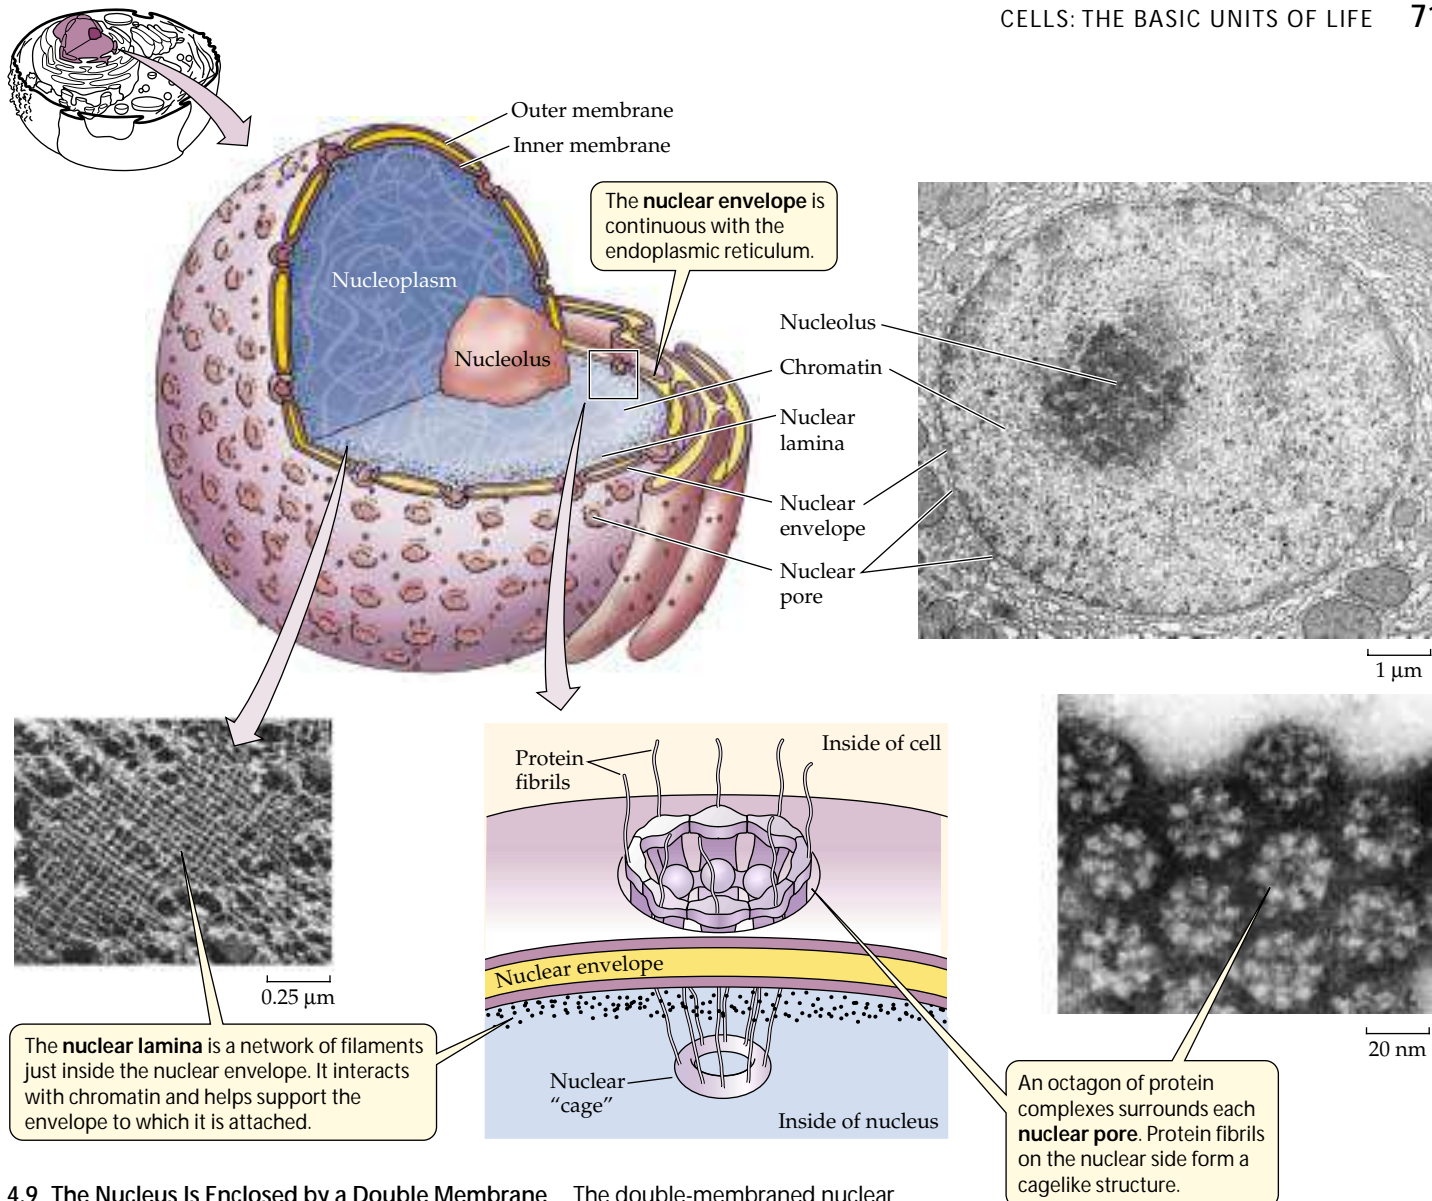 CELLS: THE BASIC UNITS OF LIFE
Outer membrane
Inner membrane
The nuclear envelope is
continuous with the
endoplasmic reticulum.
Nucleoplasm
Nucleolus
Nucleolus
Chromatin
Nuclear
lamina
Nuclear
envelope
Nuclear
pore
1 µm
Protein
fibrils
Inside of cell
Nuclear envelope
0.25 µm
20 nm
The nuclear lamina is a network of filaments
just inside the nuclear envelope. It interacts
with chromatin and helps support the
envelope to which it is attached.
Nuclear
“cage”
Inside of nucleus
An octagon of protein
complexes surrounds each
nuclear pore. Protein fibrils
on the nuclear side form a
cagelike structure.
4.9 The Nucleus Is Enclosed by a Double Membrane The double-membraned nuclear